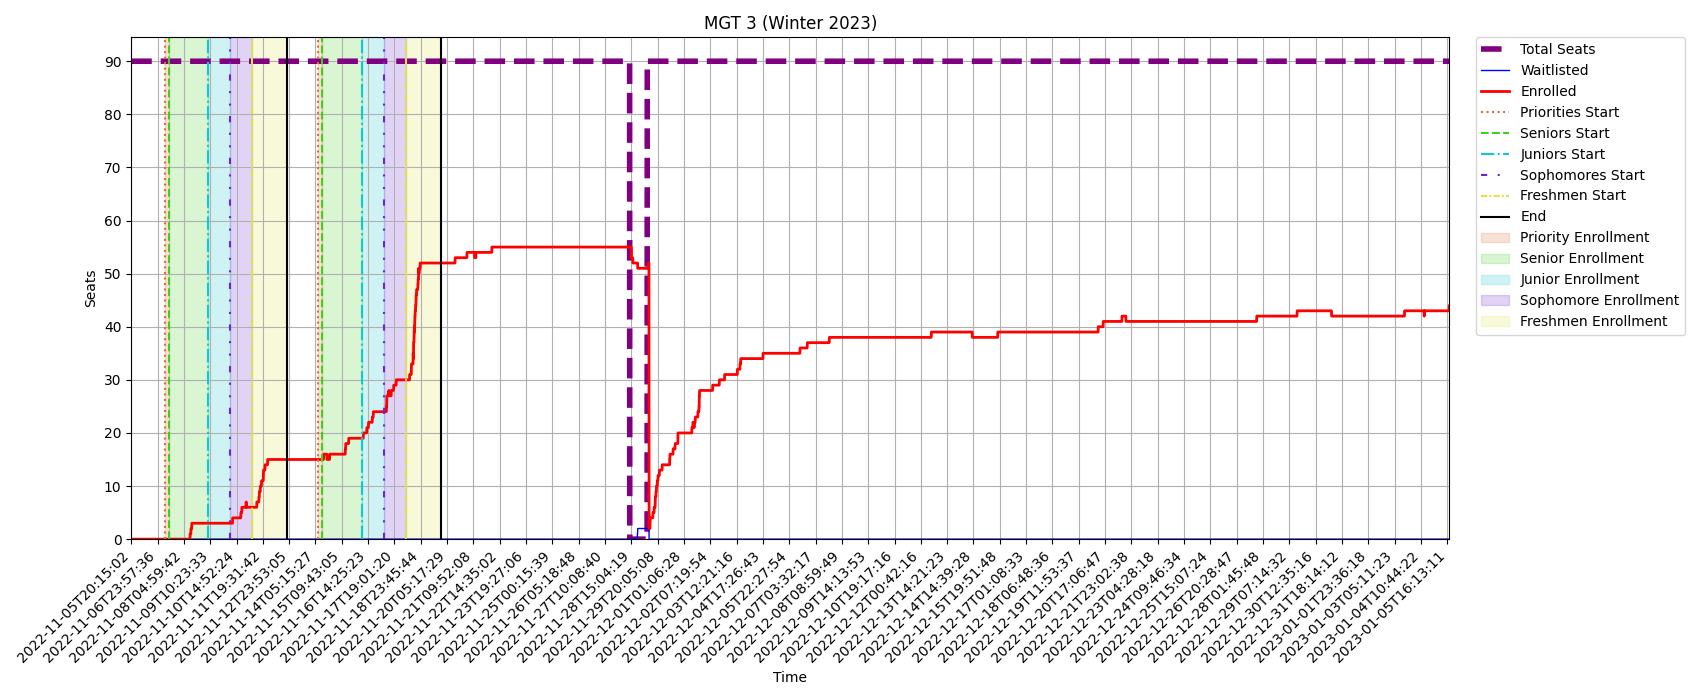 MGT 3 (Winter 2023)
Seats
90
80
70
60
50
40
30
20
10
0
2022-11-05T20:15:02
2022-11-06T23:57:36
2022-11-08T04:59:42
2022-11-09T10:23:33
2022-11-10T14:52:24
2022-11-11T19:31:42
2022-11-12T23:53:05
2022-11-14T05:15:27
2022-11-15T09:43:05
2022-11-16T14:25:23
2022-11-17T19:01:20
2022-11-18T23:45:44
2022-11-20T05:17:29
2022-11-21T09:52:08
2022-11-22T14:35:02
2022-11-23T19:27:06
2022-11-25T00:15:39
2022-11-26T05:18:48
2022-11-27T10:08:40
2022-11-28T15:04:19
2022-11-29T20:05:08
2022-12-01T01:06:28
2022-12-02T07:19:54
2022-12-03T12:21:16
2022-12-04T17:26:43
2022-12-05T22:27:54
2022-12-07T03:32:17
2022-12-08T08:59:49
2022-12-09T14:13:53
2022-12-10T19:17:16
2022-12-12T00:42:16
2022-12-13T14:21:23
2022-12-14T14:39:28
2022-12-15T19:51:48
2022-12-17T01:08:33
2022-12-18T06:48:36
2022-12-19T11:53:37
2022-12-20T17:06:47
2022-12-21T23:02:38
2022-12-23T04:28:18
2022-12-24T09:46:34
2022-12-25T15:07:24
2022-12-26T20:28:47
2022-12-28T01:45:48
2022-12-29T07:14:32
2022-12-30T12:35:16
2022-12-31T18:14:12
2023-01-01T23:36:18
2023-01-03T05:11:23
2023-01-04T10:44:22
2023-01-05T16:13:11
Time
Total Seats
Waitlisted
Enrolled
Priorities Start
Seniors Start
Juniors Start
Sophomores Start
Freshmen Start
End
Priority Enrollment
Senior Enrollment
Junior Enrollment
Sophomore Enrollment
Freshmen Enrollment